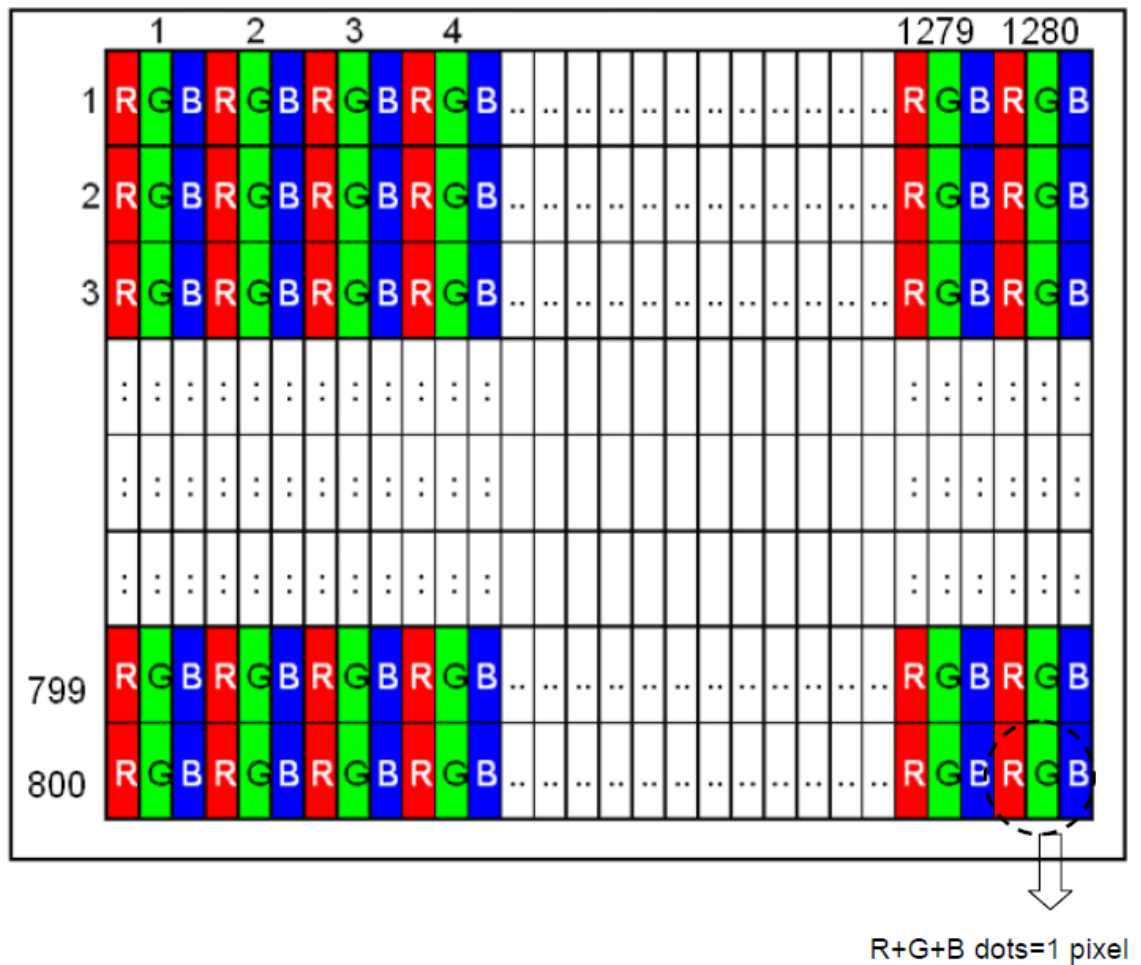 1 2 3 4 1279 1280
1 R G B R G B R G B R G B .. .. .. .. .. .. .. .. .. .. .. .. R G B R G B
2 R G B R G B R G B R G B .. .. .. .. .. .. .. .. .. .. .. .. R G B R G B
3 R G B R G B R G B R G B .. .. .. .. .. .. .. .. .. .. .. .. R G B R G B
: : : : : : : : : : : : : : : : : :
: : : : : : : : : : : : : : : : : :
: : : : : : : : : : : : : : : : : :
799 R G B R G B R G B R G B .. .. .. .. .. .. .. .. .. .. .. .. R G B R G B
800 R G B R G B R G B R G B .. .. .. .. .. .. .. .. .. .. .. .. R G B R G B
R+G+B dots=1 pixel